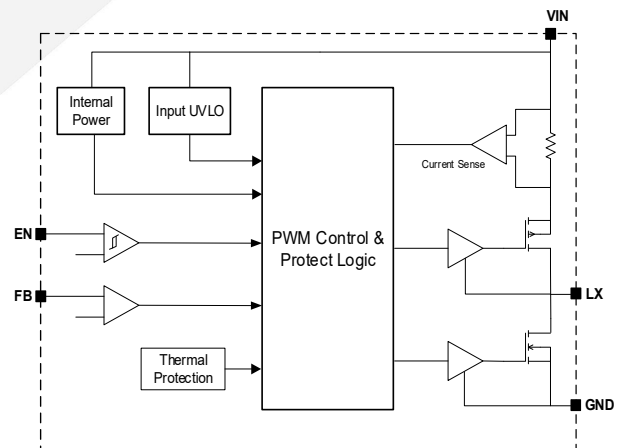 VIN
Internal
Power
Input UVLO
Current Sense
EN
PWM Control &
Protect Logic
FB
LX
Thermal
Protection
GND